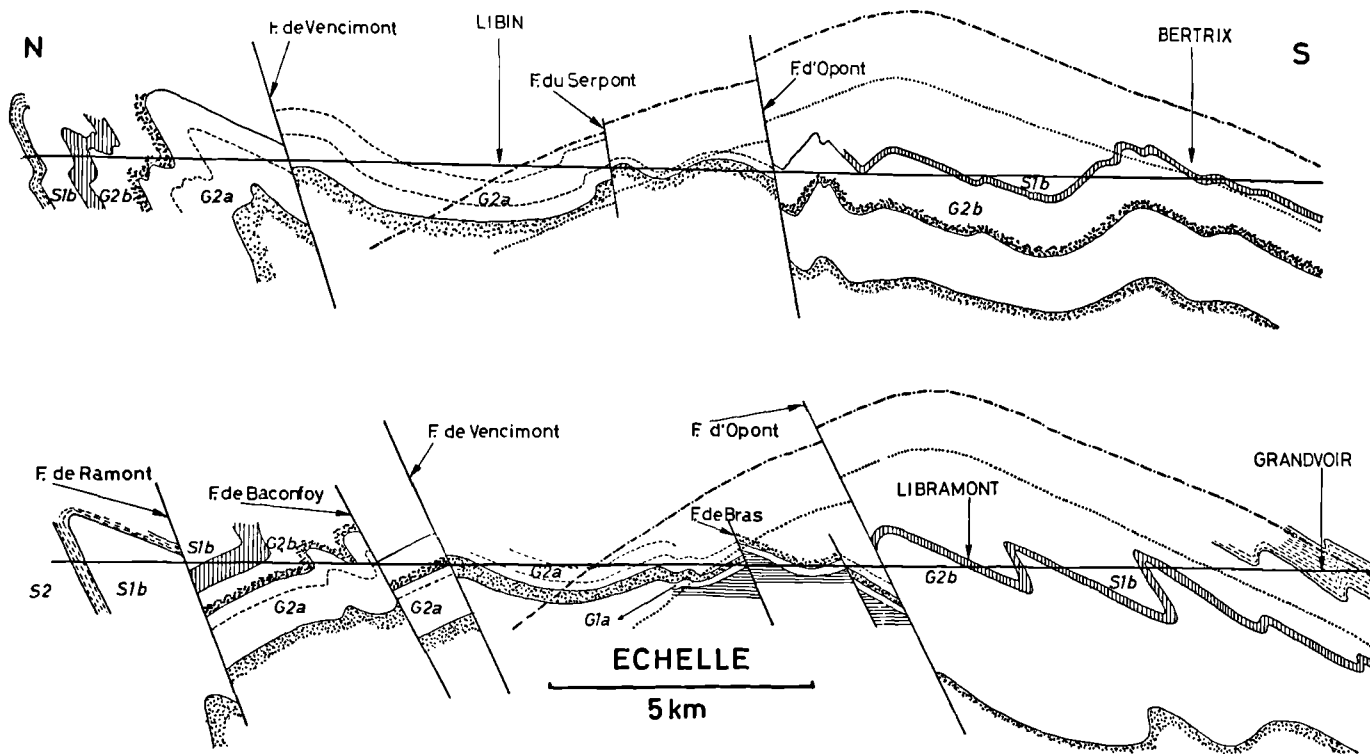 N
F. de Vencimont
LIBIN
F. du Serpont
F. d'Opont
BERTRIX
S
S1b
G2b
G2a
G2a
S1b
G2b
F. de Ramont
F. de Baconfoy
F. de Vencimont
F. d'Opont
F. de Bras
LIBRAMONT
GRANDVOIR
S1b
G2b
S2
S1b
G2a
G2a
G2a
G1a
G2b
S1b
ECHELLE
5 km